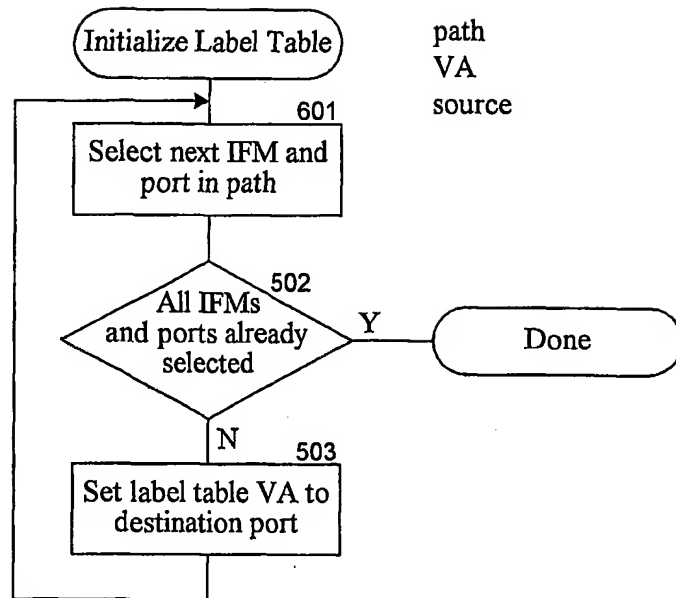 Initialize Label Table
path
VA
source
601
Select next IFM and
port in path
502
All IFMs
and ports already
selected
Y
Done
N
503
Set label table VA to
destination port